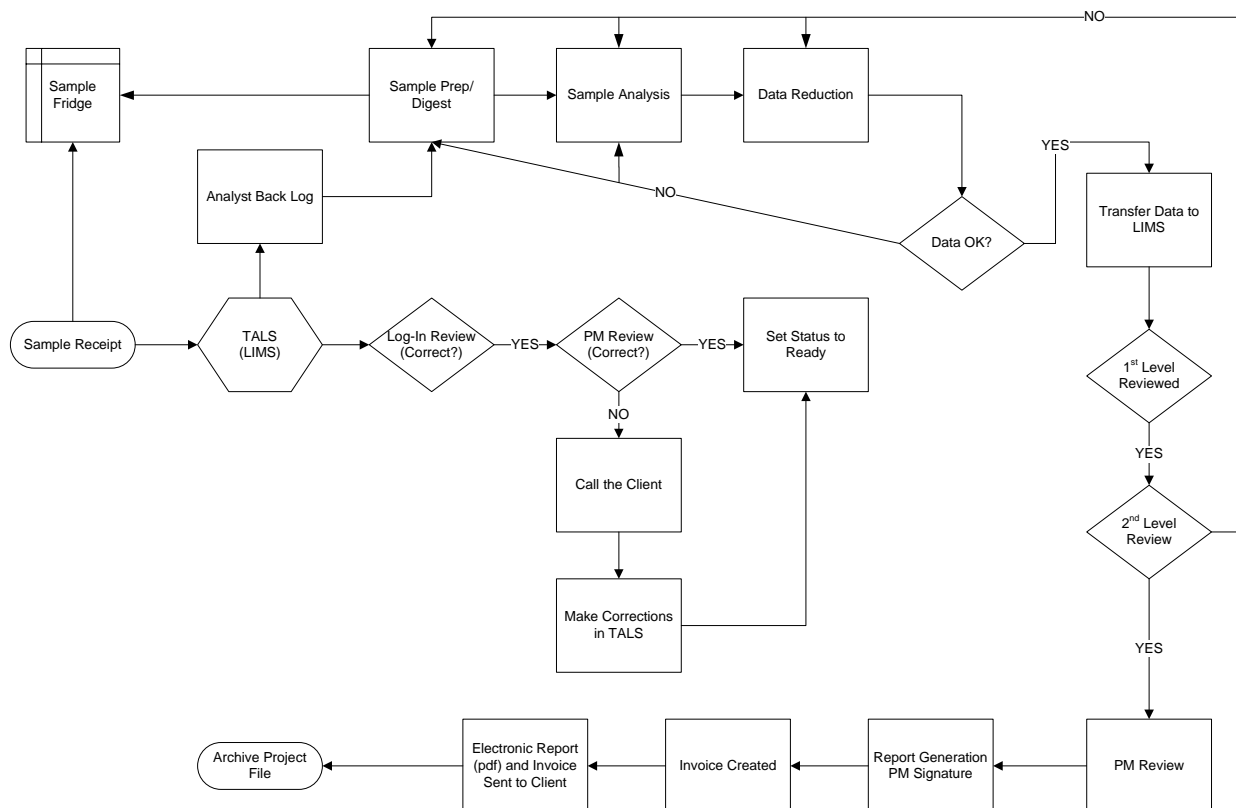 NO
Sample
Fridge
Sample Prep/
Digest
Sample Analysis
Data Reduction
YES
Analyst Back Log
NO
Transfer Data to
LIMS
Data OK?
Sample Receipt
TALS
(LIMS)
Log-In Review
(Correct?)
YES
PM Review
(Correct?)
YES
Set Status to
Ready
1st Level
Reviewed
NO
YES
Call the Client
2nd Level
Review
Make Corrections
in TALS
YES
Archive Project
File
Electronic Report
(pdf) and Invoice
Sent to Client
Invoice Created
Report Generation
PM Signature
PM Review